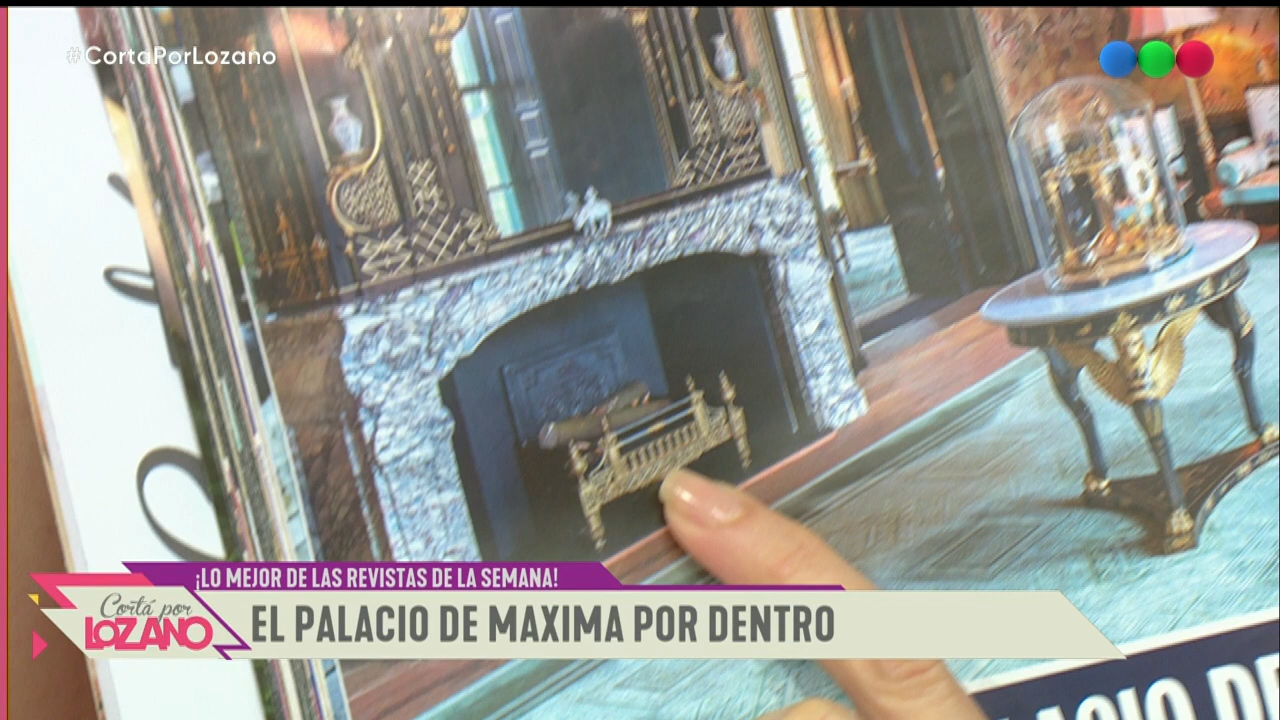 #CortaPorLozano
¡LO MEJOR DE LAS REVISTAS DE LA SEMANA!
Cortá por
LOZANO
EL PALACIO DE MAXIMA POR DENTRO